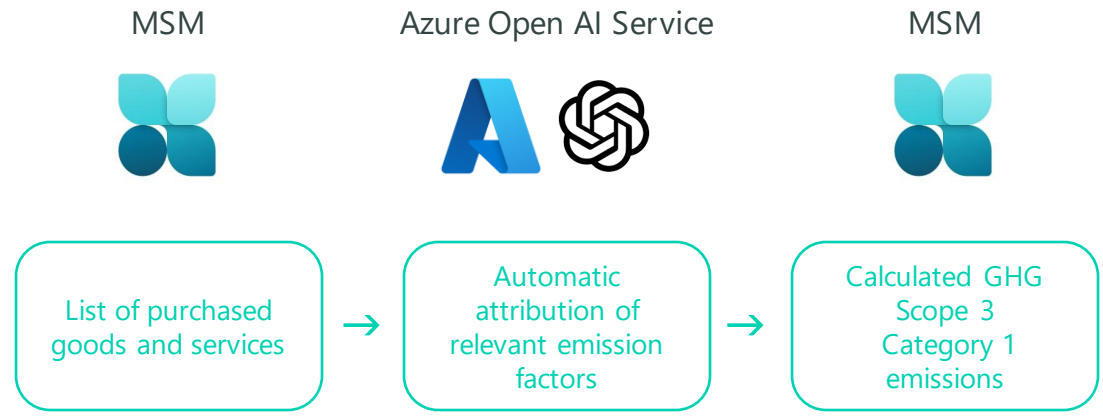 MSM
Azure Open AI Service
MSM
List of purchased
goods and services
→
Automatic
attribution of
relevant emission
factors
→
Calculated GHG
Scope 3
Category 1
emissions